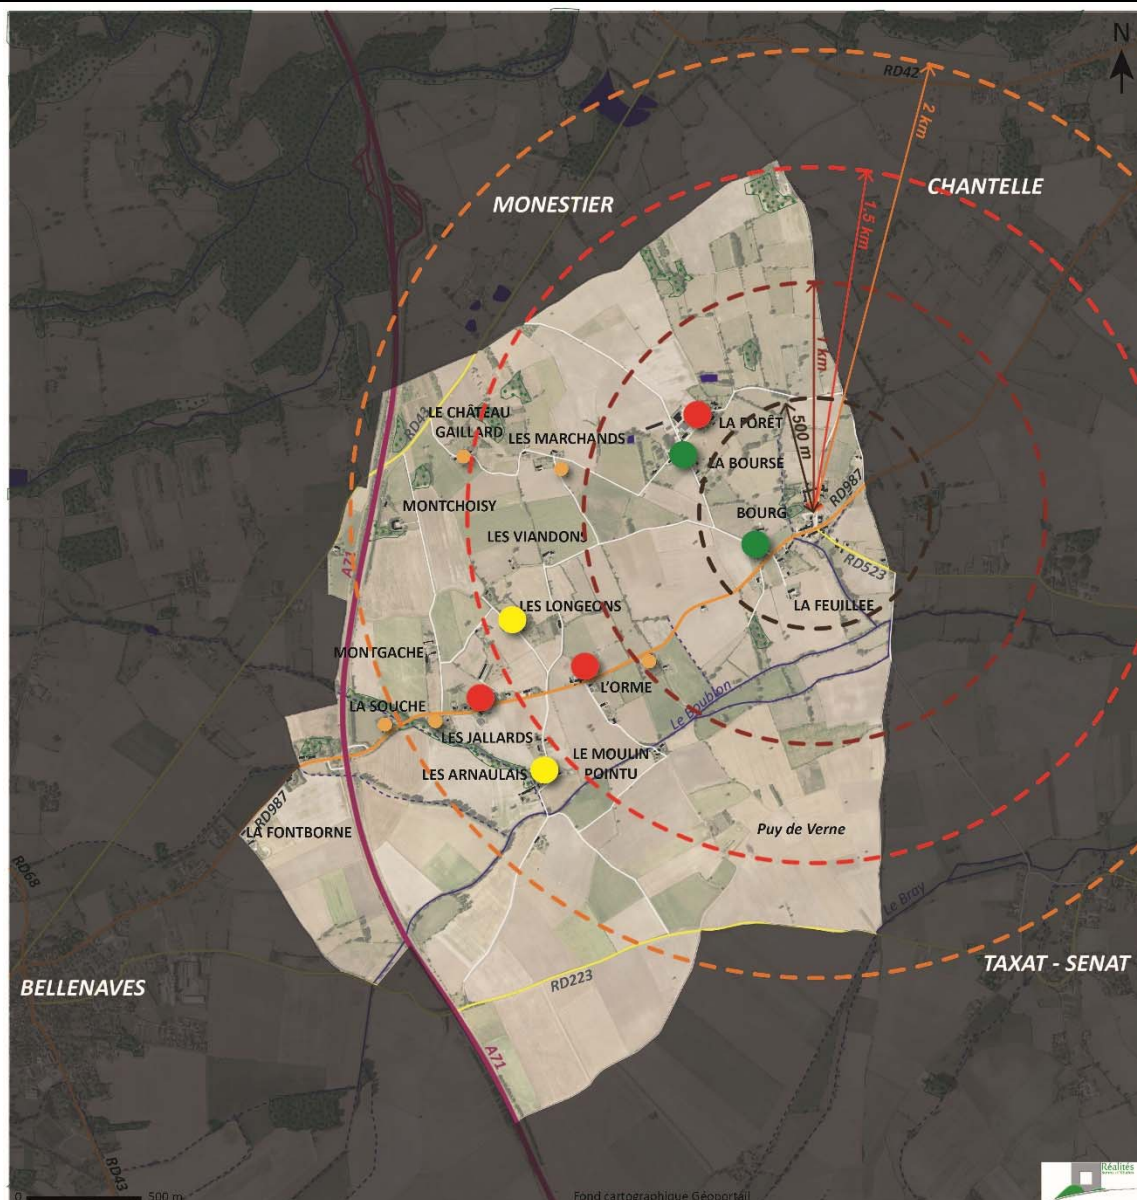 N
RD42
2 km
CHANTELLE
MONESTIER
1.5 km
1 km
LE CHÂTEAU
GAILLARD
RD42
LES MARCHANDS
LA FORÊT
500 m
LA BOURSE
RD987
MONTCHOISY
BOURG
LES VIANDONS
A71
RD523
LES LONGEONS
LA FEUILLEE
MONTGACHE
L'ORME
Le Boublon
LA SOUCHE
LES JALLARDS
LE MOULIN
POINTU
LES ARNAULAIS
RD987
LA FONTBORNE
Puy de Verne
RD68
Le Bray
TAXAT - SENAT
BELLENAVES
RD223
A71
RD43
0
500 m
Fond cartographique Géoportail
Réalités